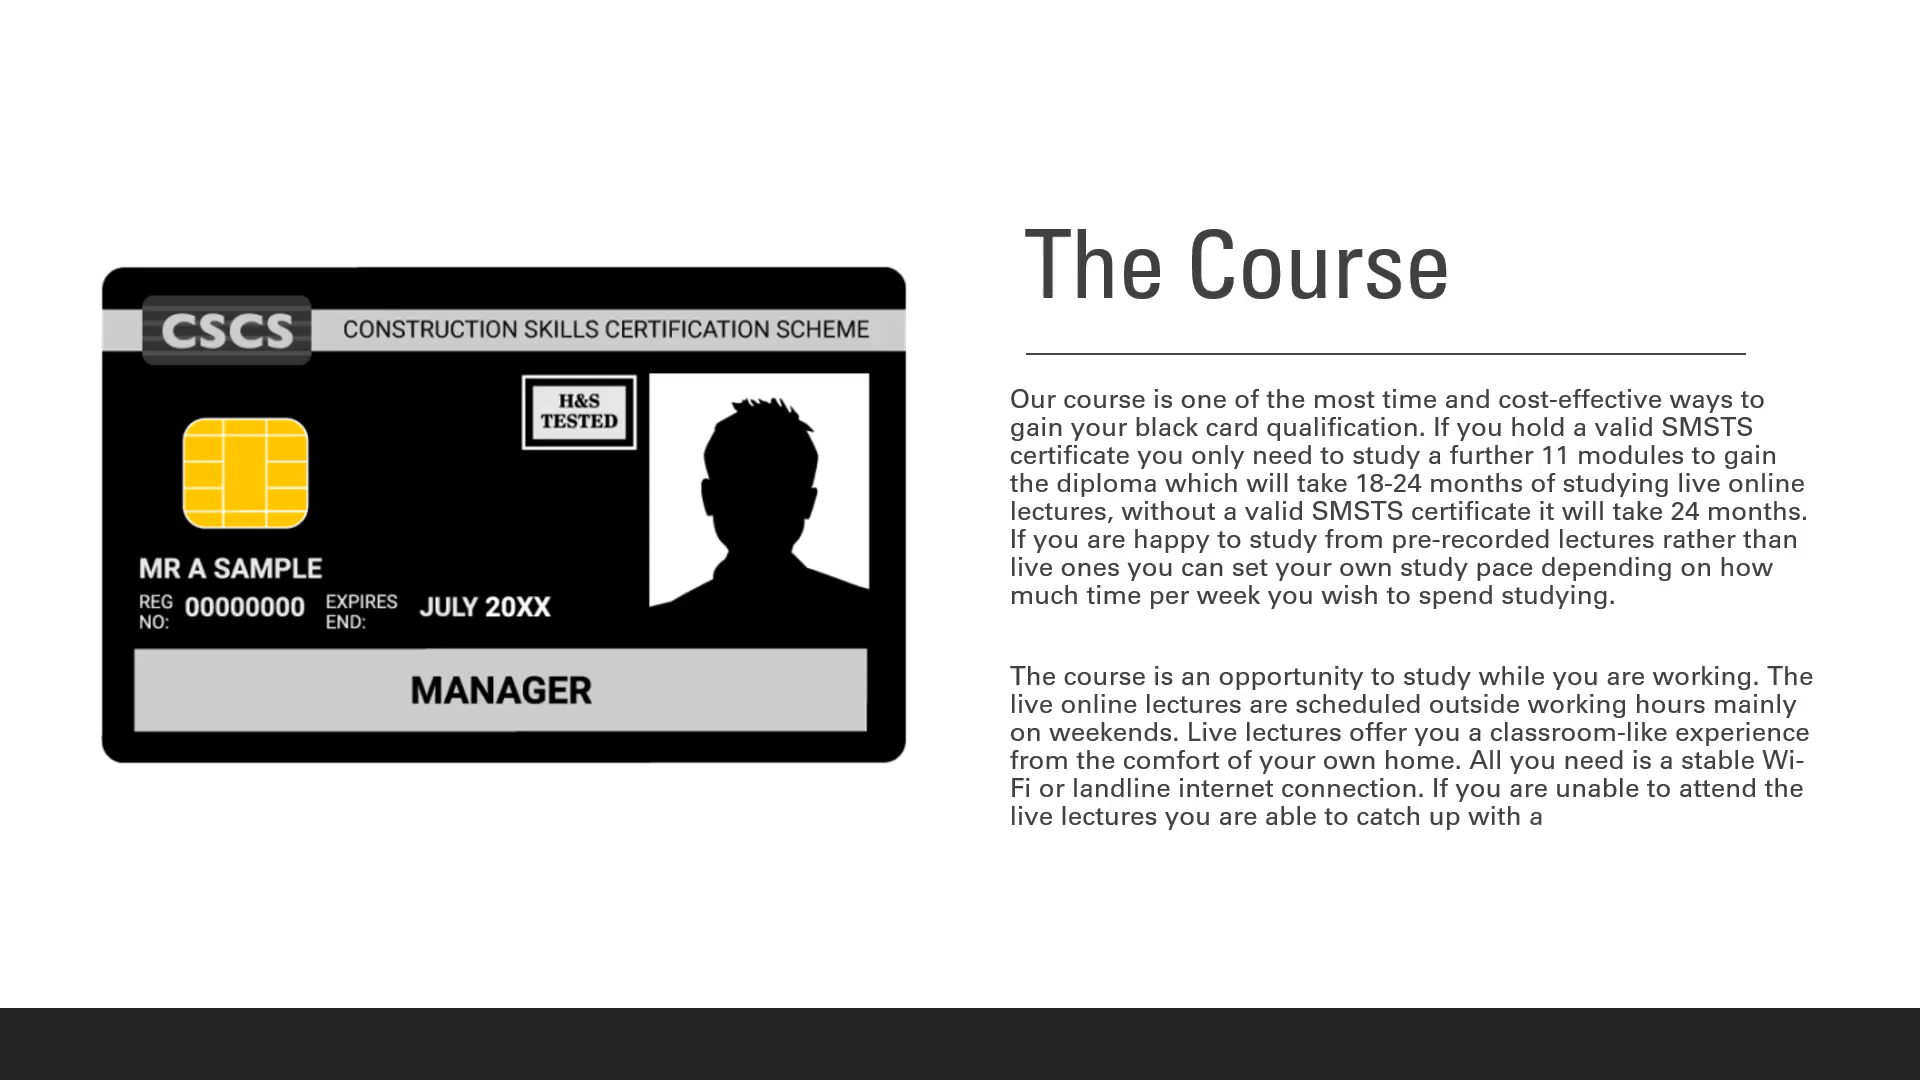 CSCS
CONSTRUCTION SKILLS CERTIFICATION SCHEME
H&S
TESTED
MR A SAMPLE
REG NO: 00000000 EXPIRES END: JULY 20XX
MANAGER
The Course
Our course is one of the most time and cost-effective ways to
gain your black card qualification. If you hold a valid SMSTS
certificate you only need to study a further 11 modules to gain
the diploma which will take 18-24 months of studying live online
lectures, without a valid SMSTS certificate it will take 24 months.
If you are happy to study from pre-recorded lectures rather than
live ones you can set your own study pace depending on how
much time per week you wish to spend studying.
The course is an opportunity to study while you are working. The
live online lectures are scheduled outside working hours mainly
on weekends. Live lectures offer you a classroom-like experience
from the comfort of your own home. All you need is a stable Wi-
Fi or landline internet connection. If you are unable to attend the
live lectures you are able to catch up with a